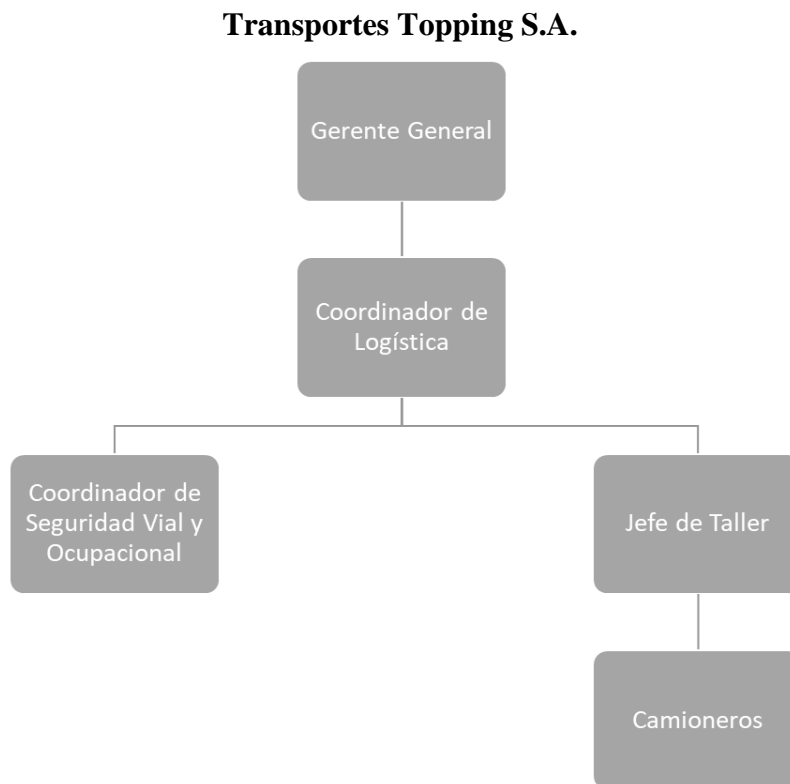 Transportes Topping S.A.
Gerente General
Coordinador de
Logística
Coordinador de
Seguridad Vial y
Ocupacional
Jefe de Taller
Camioneros